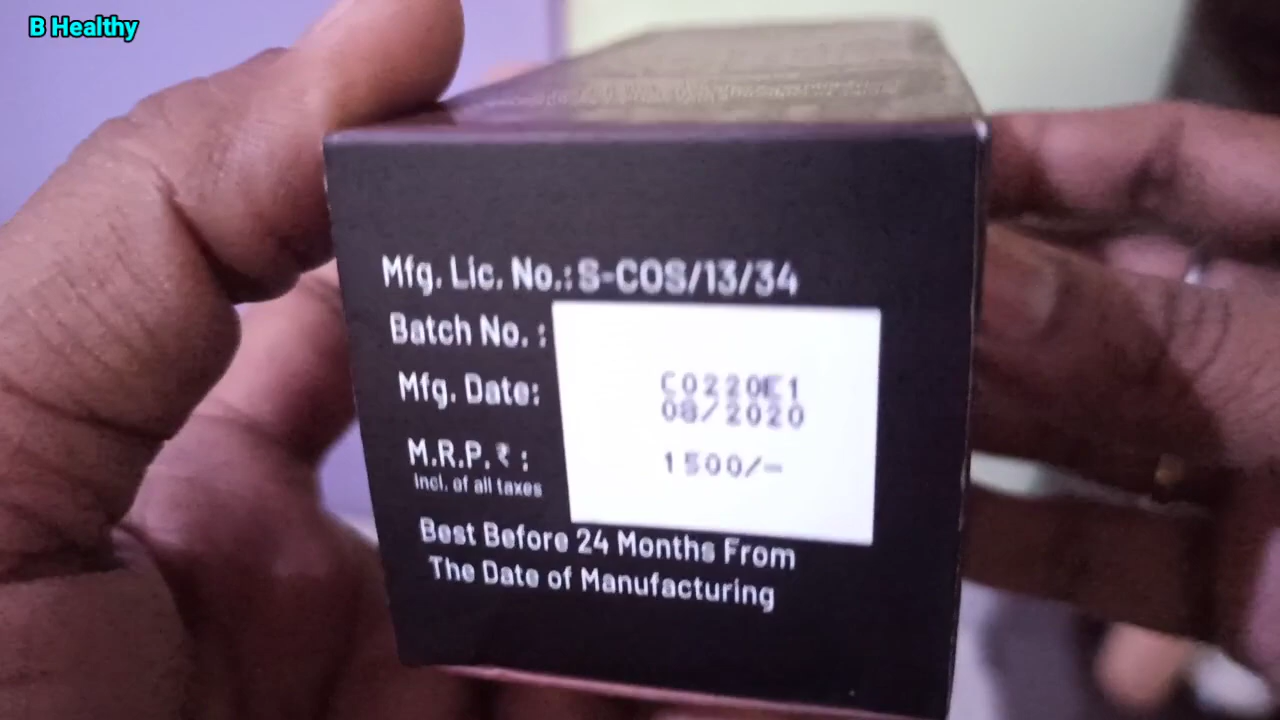 B Healthy
Mfg. Lic. No.: S-COS/13/34
Batch No. :
C0220E1
Mfg. Date:
08/2020
M.R.P. ₹ :
1500/-
Incl. of all taxes
Best Before 24 Months From
The Date of Manufacturing